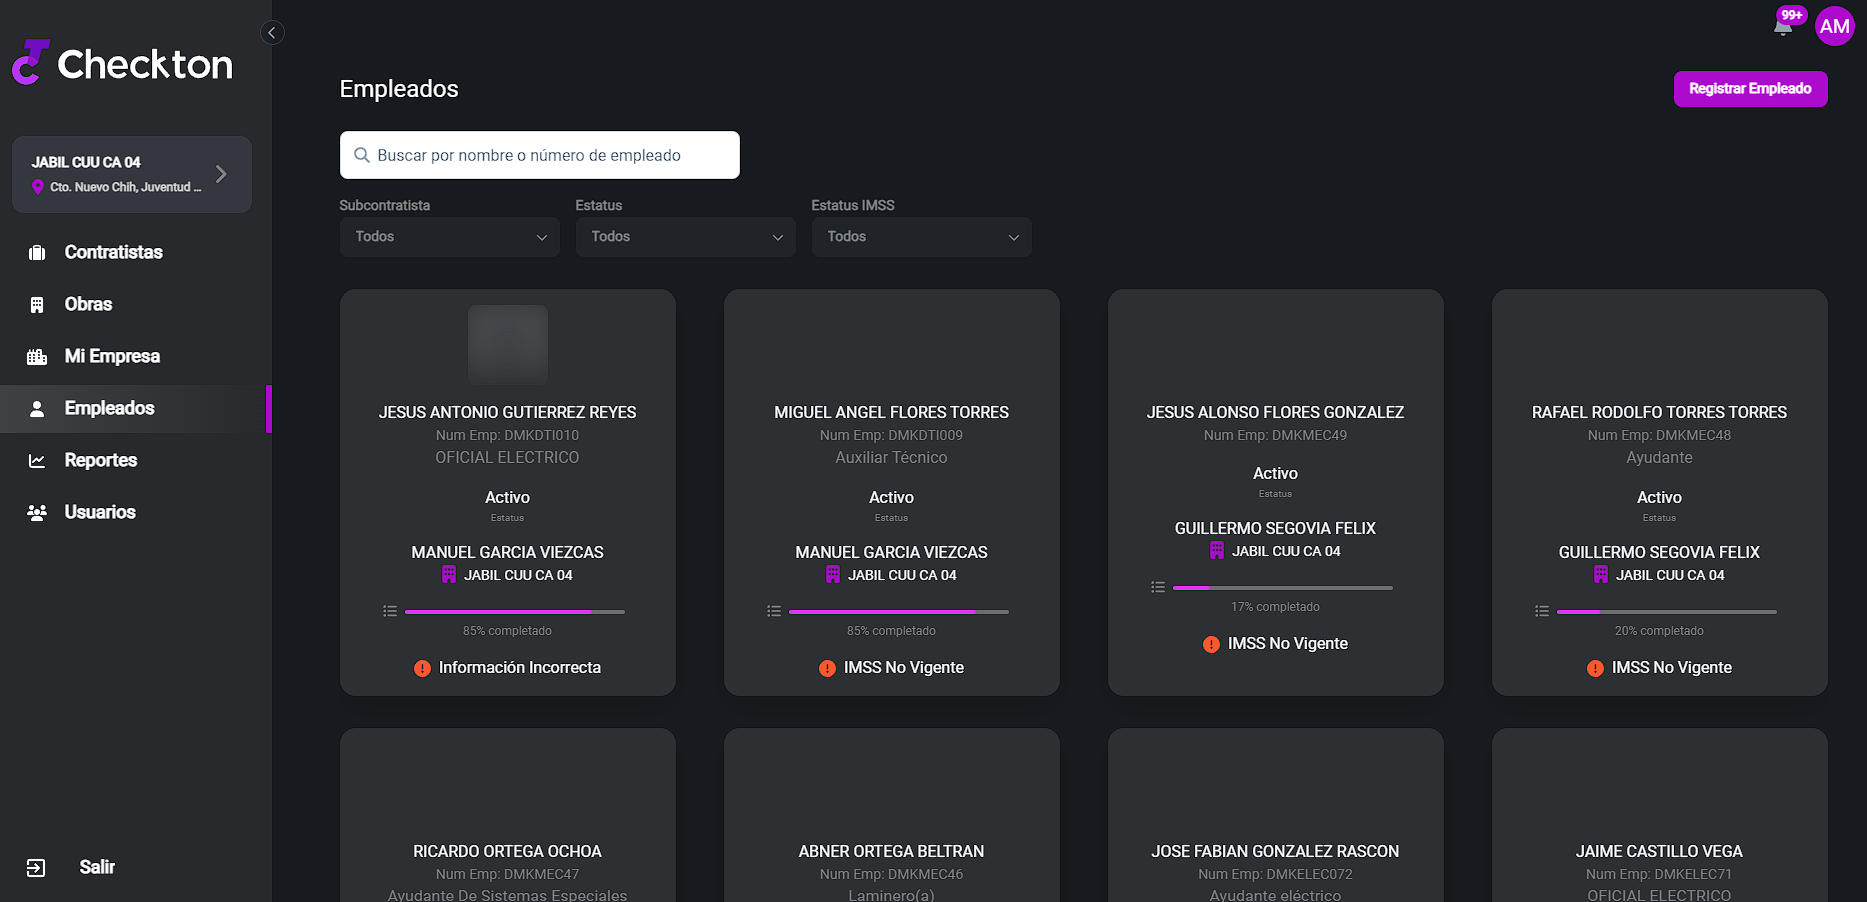 Checkton
99+
AM
JABIL CUU CA 04
Cto. Nuevo Chih, Juventud ...
Contratistas
Obras
Mi Empresa
Empleados
Reportes
Usuarios
Salir
Empleados
Registrar Empleado
Buscar por nombre o número de empleado
Subcontratista
Todos
Estatus
Todos
Estatus IMSS
Todos
JESUS ANTONIO GUTIERREZ REYES
Num Emp: DMKDTI010
OFICIAL ELECTRICO
Activo
Estatus
MANUEL GARCIA VIEZCAS
JABIL CUU CA 04
85% completado
Información Incorrecta
MIGUEL ANGEL FLORES TORRES
Num Emp: DMKDTI009
Auxiliar Técnico
Activo
Estatus
MANUEL GARCIA VIEZCAS
JABIL CUU CA 04
85% completado
IMSS No Vigente
JESUS ALONSO FLORES GONZALEZ
Num Emp: DMKMEC49
Activo
Estatus
GUILLERMO SEGOVIA FELIX
JABIL CUU CA 04
17% completado
IMSS No Vigente
RAFAEL RODOLFO TORRES TORRES
Num Emp: DMKMEC48
Ayudante
Activo
Estatus
GUILLERMO SEGOVIA FELIX
JABIL CUU CA 04
20% completado
IMSS No Vigente
RICARDO ORTEGA OCHOA
Num Emp: DMKMEC47
Ayudante De Sistemas Especiales
ABNER ORTEGA BELTRAN
Num Emp: DMKMEC46
Laminero(a)
JOSE FABIAN GONZALEZ RASCON
Num Emp: DMKELEC072
Ayudante eléctrico
JAIME CASTILLO VEGA
Num Emp: DMKELEC71
OFICIAL ELECTRICO